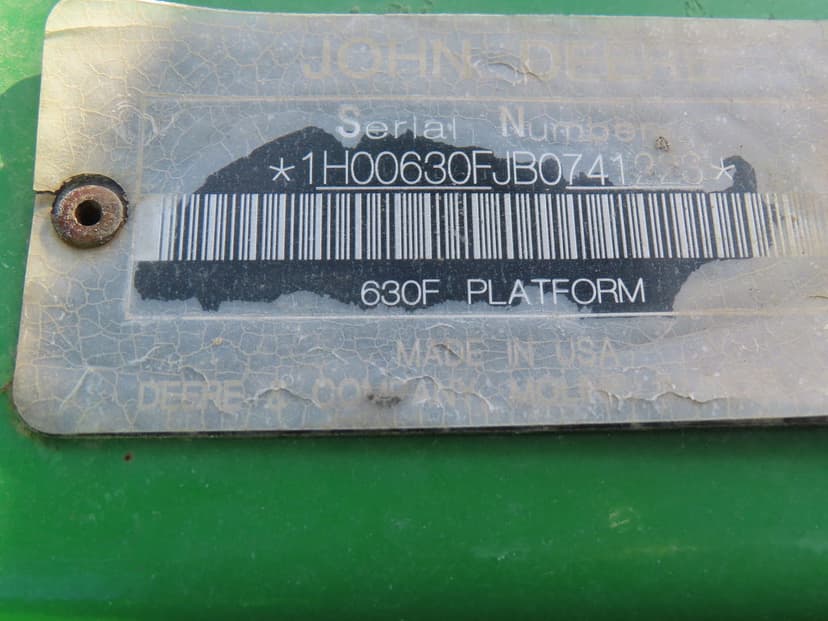 JOHN DEERE
Serial Number
*1H00630FJB0741223*
630F PLATFORM
MADE IN USA
DEERE & COMPANY